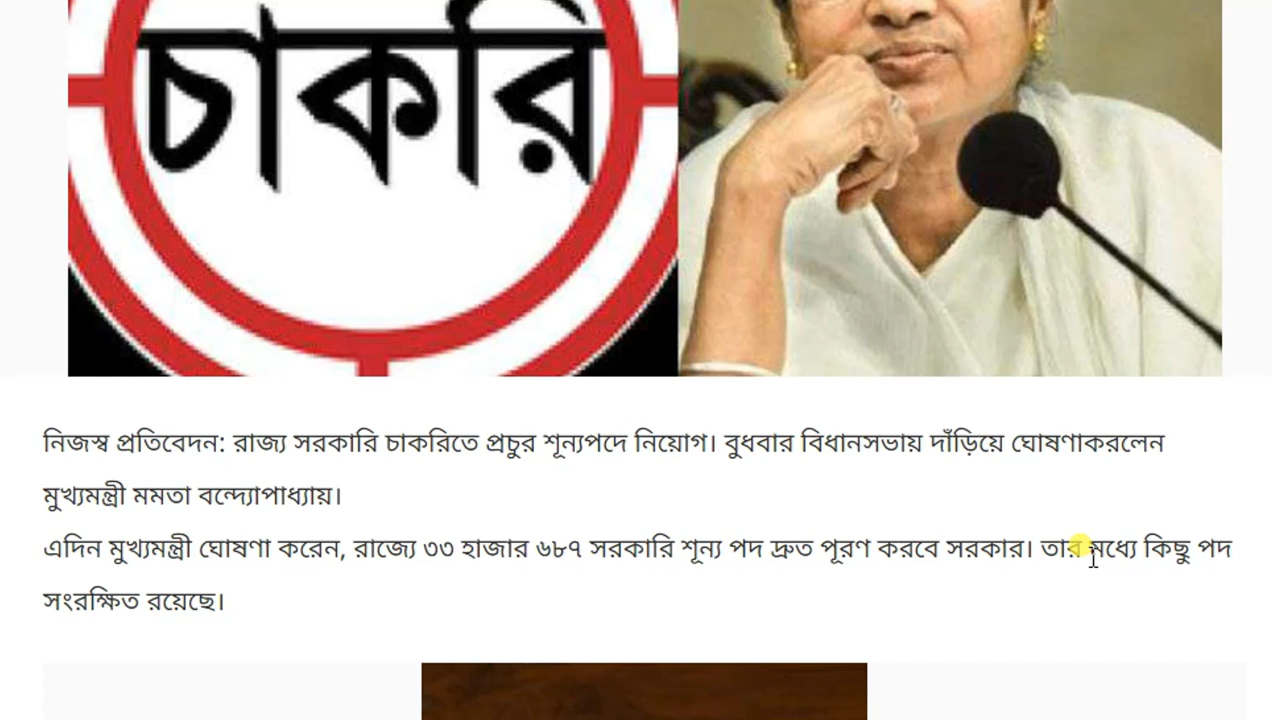 চাকরি
নিজস্ব প্রতিবেদন: রাজ্য সরকারি চাকরিতে প্রচুর শূন্যপদে নিয়োগ। বুধবার বিধানসভায় দাঁড়িয়ে ঘোষণাকরলেন
মুখ্যমন্ত্রী মমতা বন্দ্যোপাধ্যায়।
এদিন মুখ্যমন্ত্রী ঘোষণা করেন, রাজ্যে ৩৩ হাজার ৬৮৭ সরকারি শূন্য পদ দ্রুত পূরণ করবে সরকার। তার মধ্যে কিছু পদ
সংরক্ষিত রয়েছে।